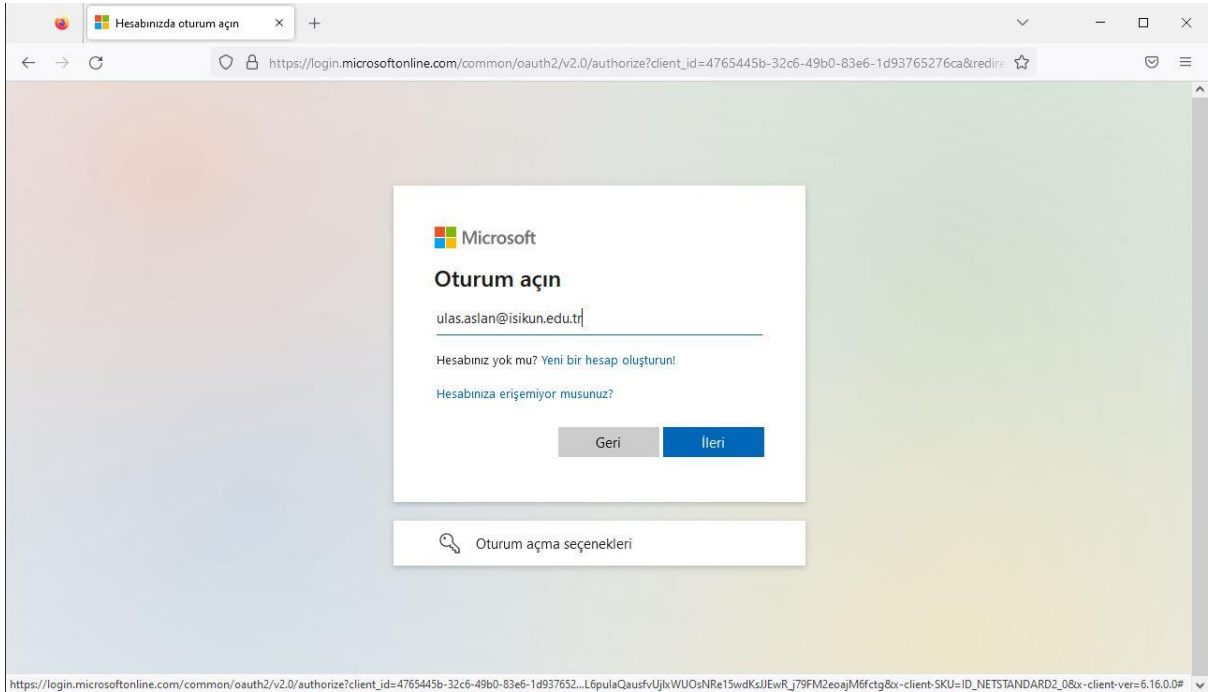 Hesabınızda oturum açın
https://login.microsoftonline.com/common/oauth2/v2.0/authorize?client_id=4765445b-32c6-49b0-83e6-1d93765276ca&redire
Microsoft
Oturum açın
ulas.aslan@isikun.edu.tr
Hesabınız yok mu? Yeni bir hesap oluşturun!
Hesabınıza erişemiyor musunuz?
Geri İleri
Oturum açma seçenekleri
https://login.microsoftonline.com/common/oauth2/v2.0/authorize?client_id=4765445b-32c6-49b0-83e6-1d937652...L6pulaQausfvUjlxWUOsNRe15wdKsJJEwR_j79FM2eoajM6fctg&x-client-SKU=ID_NETSTANDARD2_0&x-client-ver=6.16.0.0#